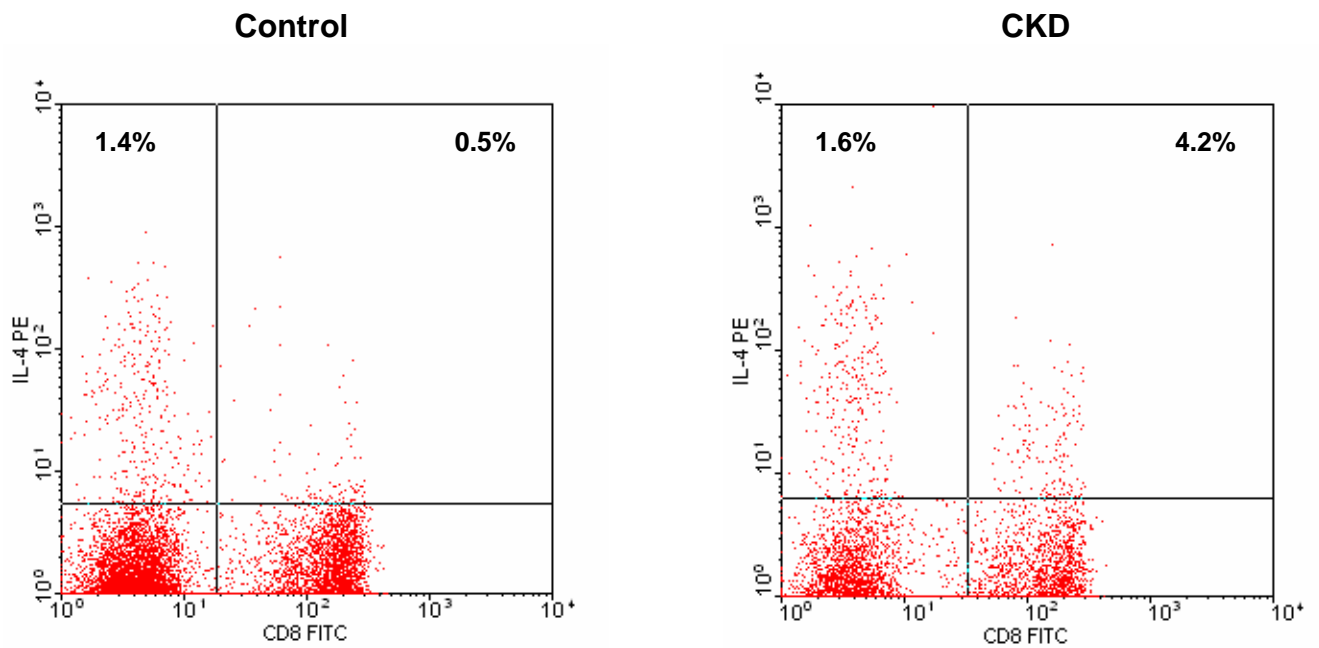 Control
CKD
1.4%
0.5%
10⁴
10³
10²
10¹
10⁰
IL-4 PE
10⁰ 10¹ 10² 10³ 10⁴
CD8 FITC
1.6%
4.2%
10⁴
10³
10²
10¹
10⁰
IL-4 PE
10⁰ 10¹ 10² 10³ 10⁴
CD8 FITC